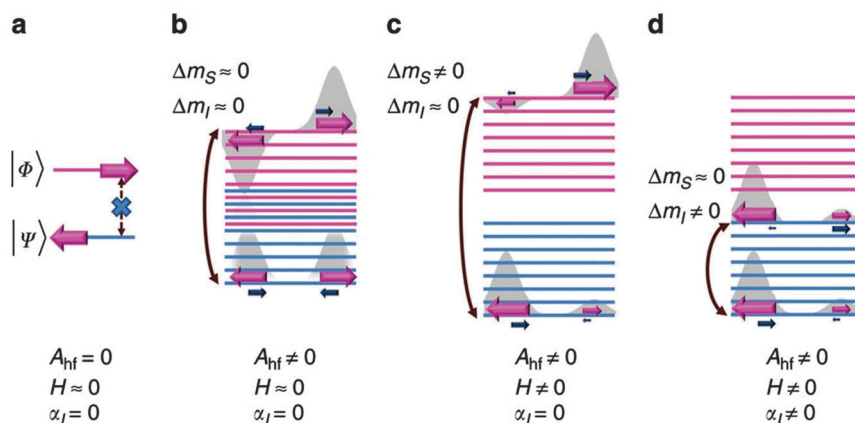 a
|Φ⟩
|Ψ⟩
A_hf = 0
H ≈ 0
α_I = 0
b
Δm_S ≈ 0
Δm_I ≈ 0
A_hf ≠ 0
H ≈ 0
α_I = 0
c
Δm_S ≠ 0
Δm_I ≈ 0
A_hf ≠ 0
H ≠ 0
α_I = 0
d
Δm_S ≈ 0
Δm_I ≠ 0
A_hf ≠ 0
H ≠ 0
α_I ≠ 0